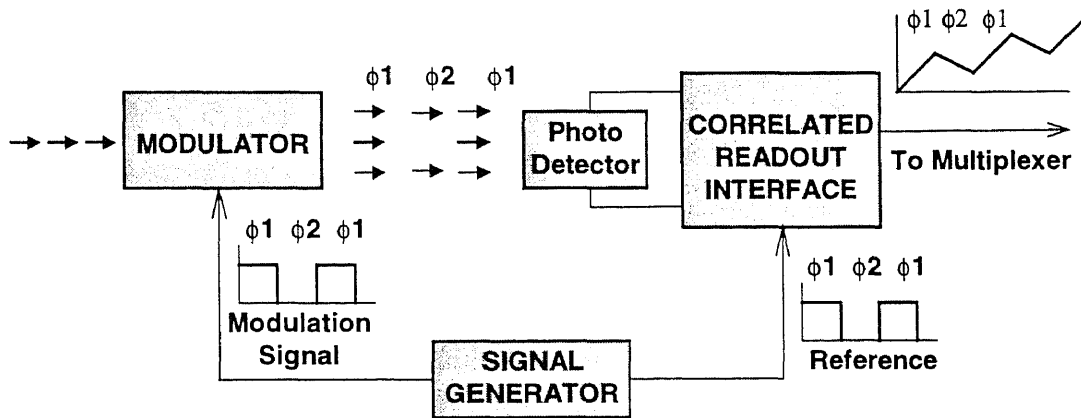 ϕ1 ϕ2 ϕ1
ϕ1 ϕ2 ϕ1
MODULATOR
Photo
Detector
CORRELATED
READOUT
INTERFACE
To Multiplexer
ϕ1 ϕ2 ϕ1
Modulation
Signal
ϕ1 ϕ2 ϕ1
Reference
SIGNAL
GENERATOR